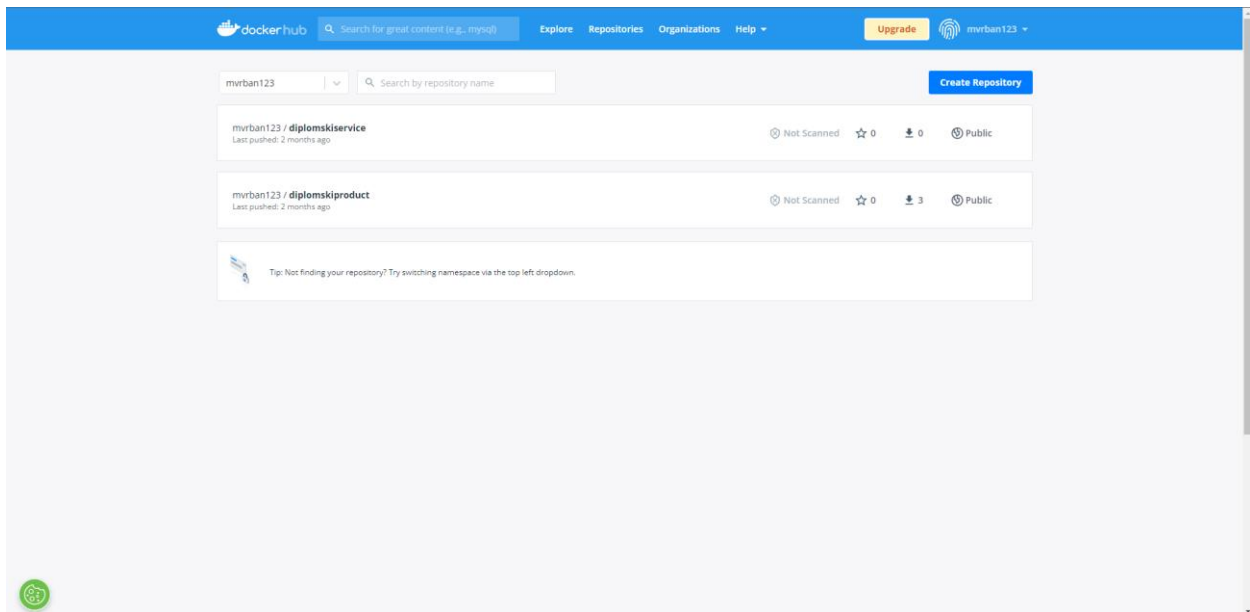 dockerhub Search for great content (e.g., mysql) Explore Repositories Organizations Help Upgrade mvrban123
mvrban123 Search by repository name Create Repository
mvrban123 / diplomskiservice
Last pushed: 2 months ago
Not Scanned 0 0 Public
mvrban123 / diplomskiproduct
Last pushed: 2 months ago
Not Scanned 0 3 Public
Tip: Not finding your repository? Try switching namespace via the top left dropdown.